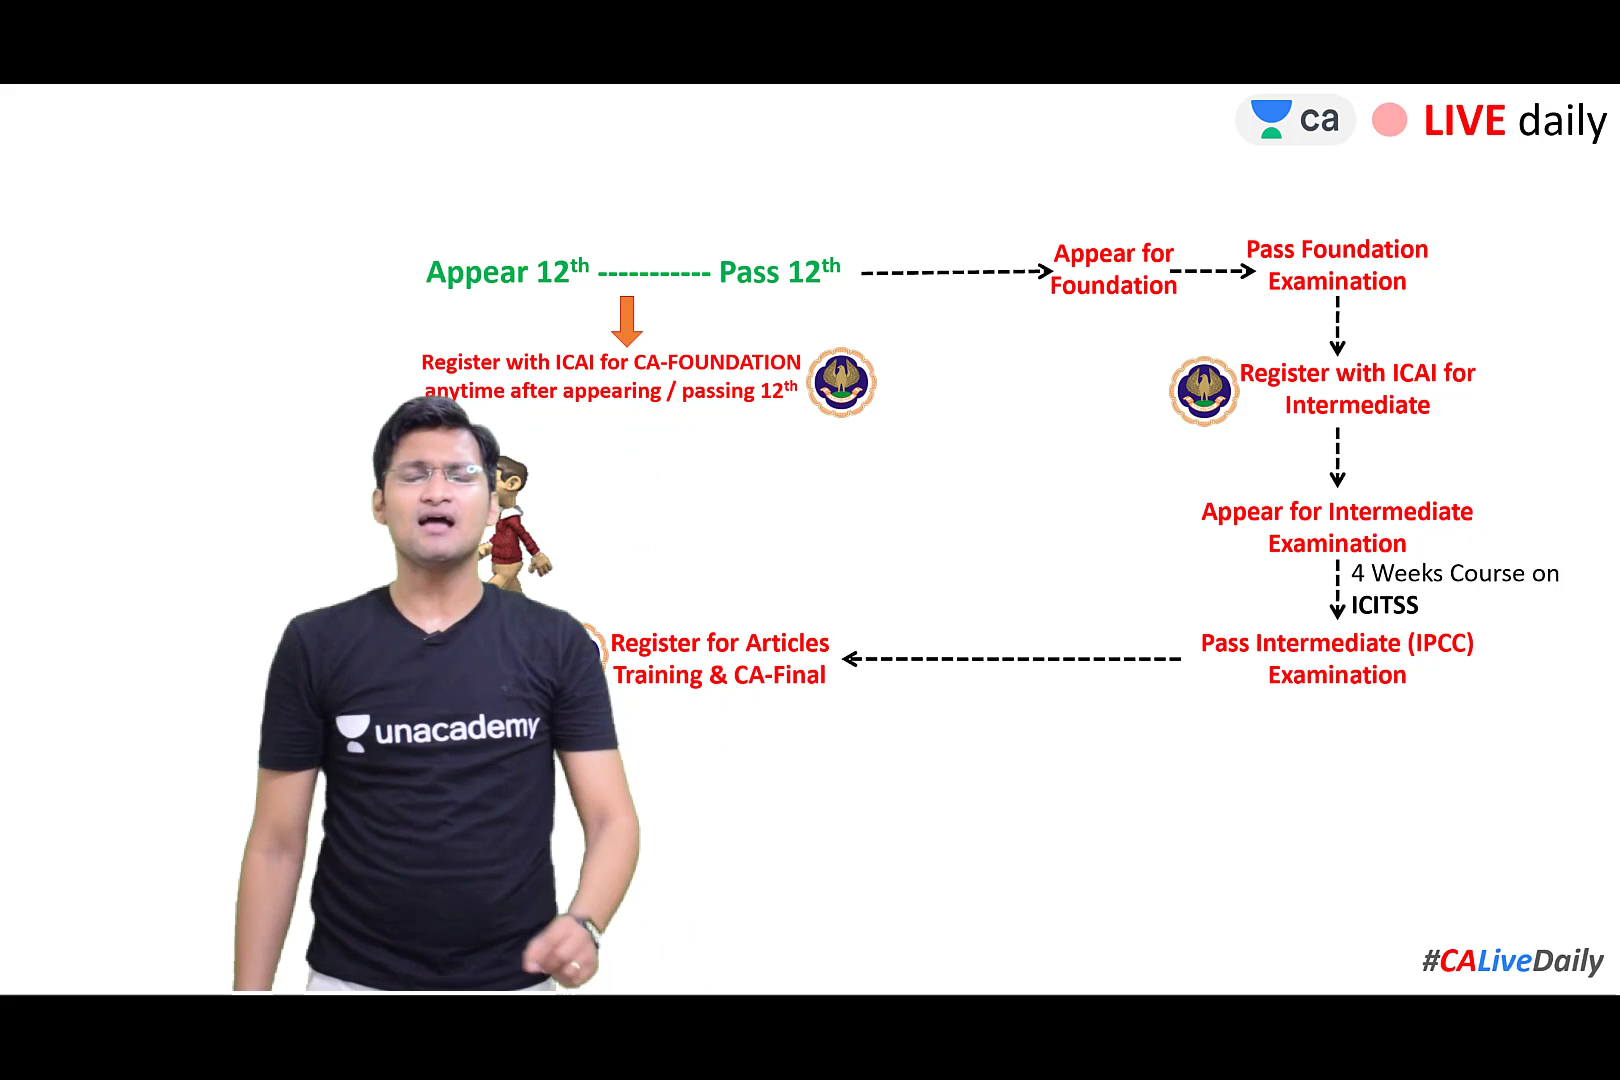 ca LIVE daily
Appear 12th ----------- Pass 12th
Appear for
Foundation
Pass Foundation
Examination
Register with ICAI for CA-FOUNDATION
anytime after appearing / passing 12th
Register with ICAI for
Intermediate
Appear for Intermediate
Examination
4 Weeks Course on
ICITSS
Pass Intermediate (IPCC)
Examination
Register for Articles
Training & CA-Final
unacademy
#CALiveDaily